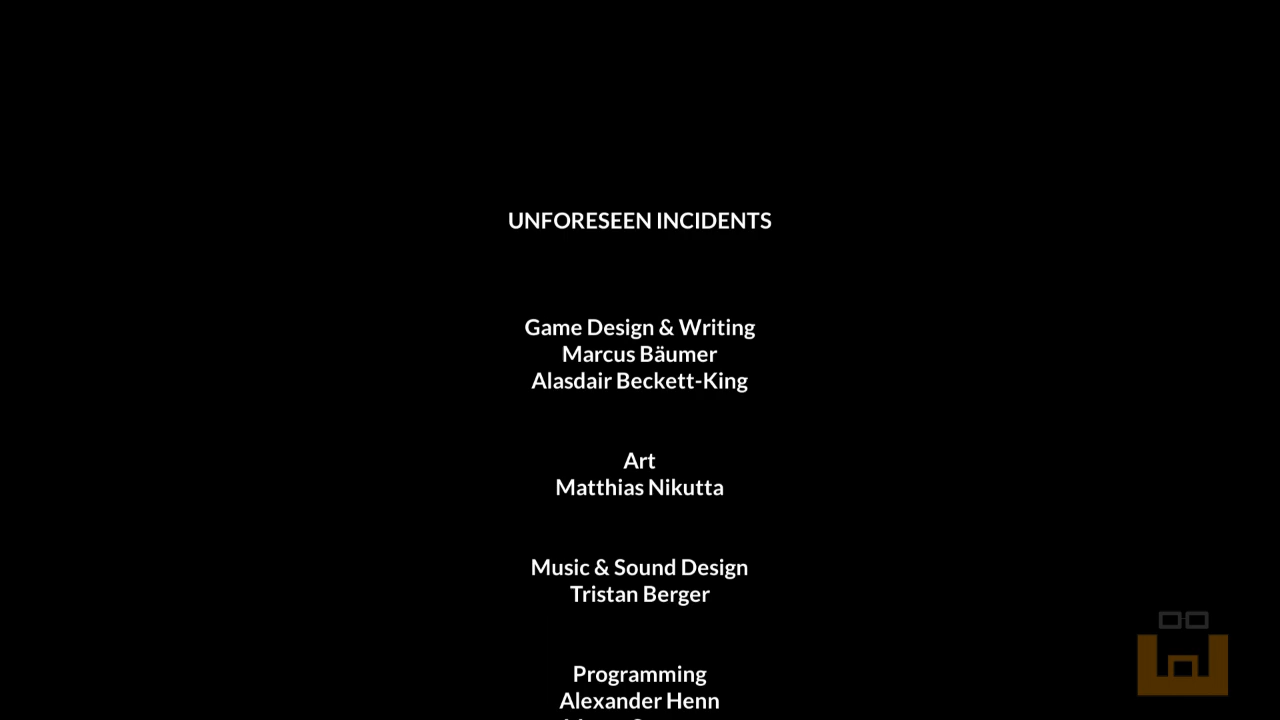 UNFORESEEN INCIDENTS
Game Design & Writing
Marcus Bäumer
Alasdair Beckett-King
Art
Matthias Nikutta
Music & Sound Design
Tristan Berger
Programming
Alexander Henn